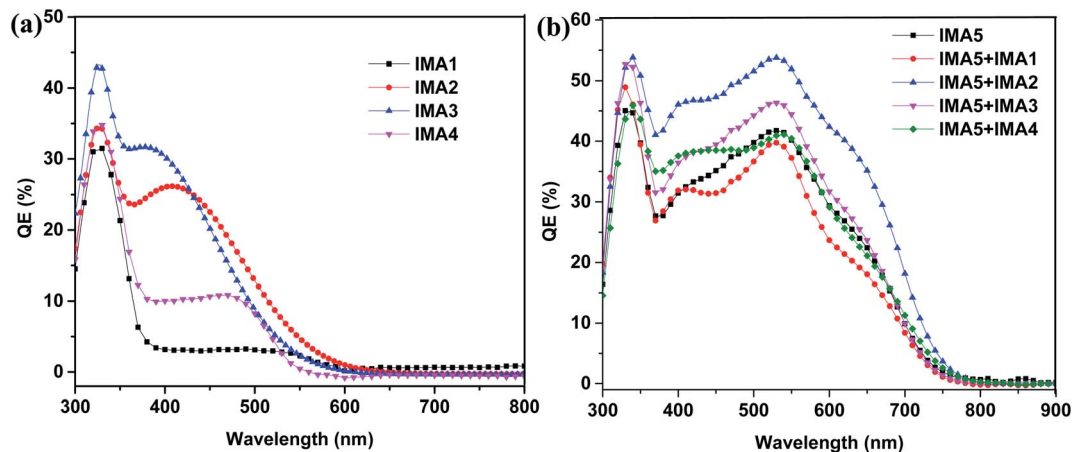 (a)
50
40
30
20
10
0
QE (%)
300 400 500 600 700 800
Wavelength (nm)
IMA1
IMA2
IMA3
IMA4
(b)
60
50
40
30
20
10
0
QE (%)
300 400 500 600 700 800 900
Wavelength (nm)
IMA5
IMA5+IMA1
IMA5+IMA2
IMA5+IMA3
IMA5+IMA4